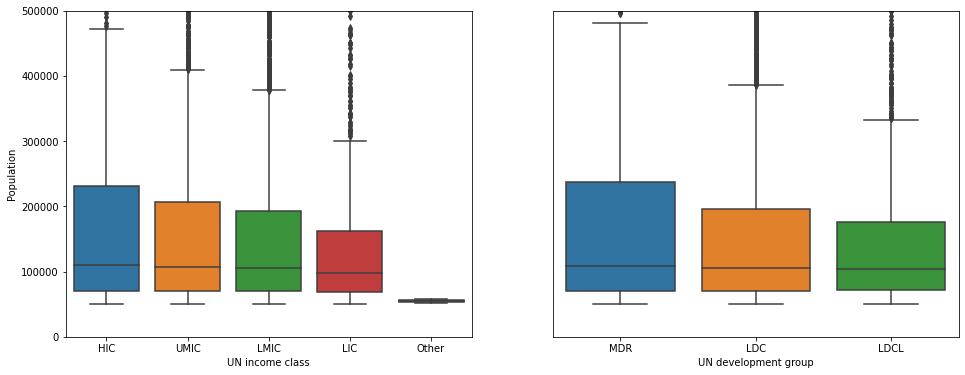 500000
400000
300000
200000
100000
0
Population
HIC UMIC LMIC LIC Other
UN income class
MDR LDC LDCL
UN development group